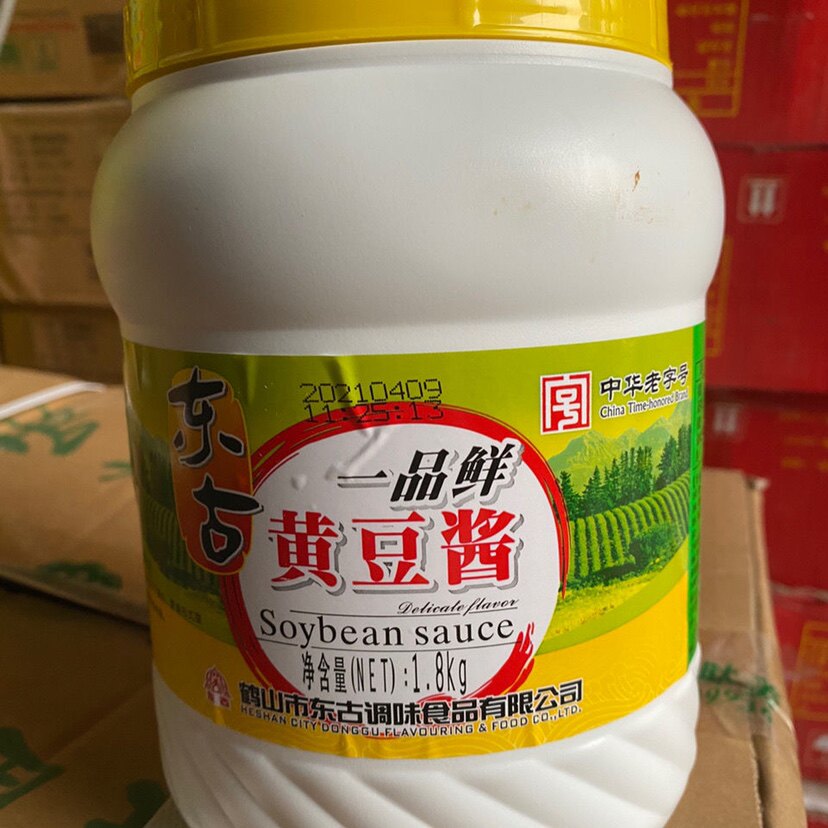 20210409
11:25:13
东古
中华老字号
China Time-honored Brand
一品鲜
黄豆酱
Delicate flavor
Soybean sauce
净含量(NET):1.8kg
鹤山市东古调味食品有限公司
HESHAN CITY DONGGU FLAVOURING & FOOD CO.,LTD.